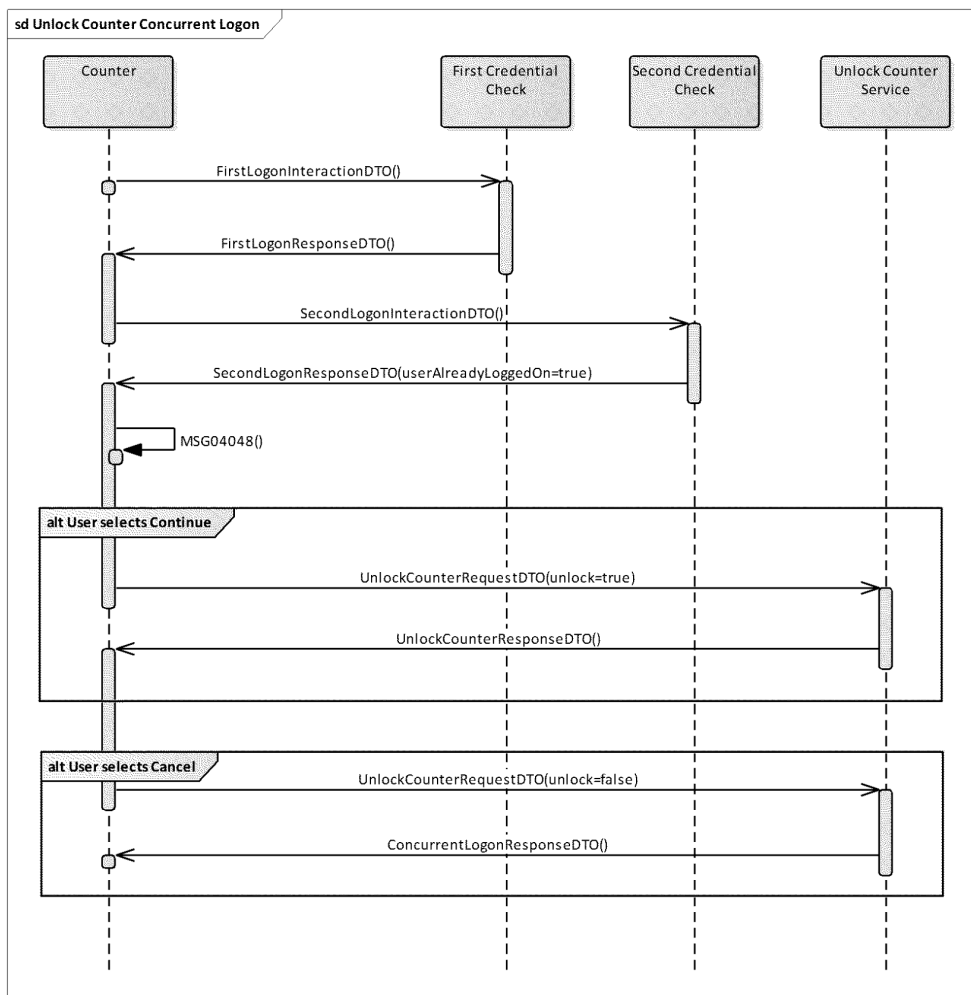 sd Unlock Counter Concurrent Logon
Counter
First Credential
Check
Second Credential
Check
Unlock Counter
Service
FirstLogonInteractionDTO()
FirstLogonResponseDTO()
SecondLogonInteractionDTO()
SecondLogonResponseDTO(userAlreadyLoggedOn=true)
MSG04048()
alt User selects Continue
UnlockCounterRequestDTO(unlock=true)
UnlockCounterResponseDTO()
alt User selects Cancel
UnlockCounterRequestDTO(unlock=false)
ConcurrentLogonResponseDTO()